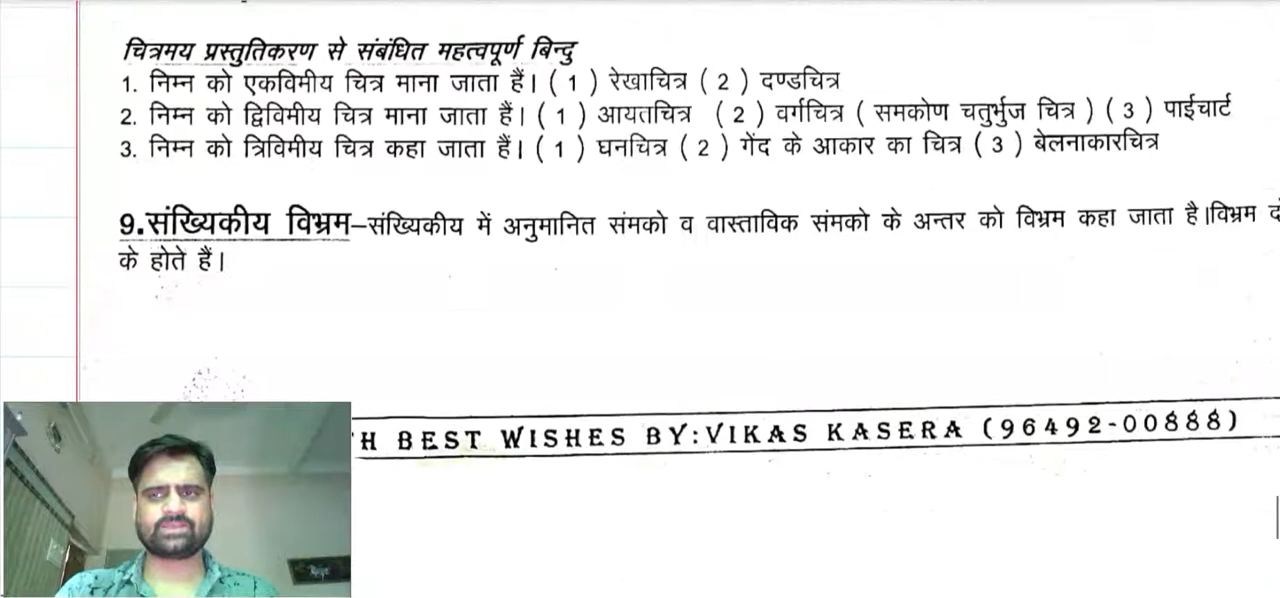 चित्रमय प्रस्तुतिकरण से संबंधित महत्वपूर्ण बिन्दु
1. निम्न को एकविमीय चित्र माना जाता हैं। ( 1 ) रेखाचित्र ( 2 ) दण्डचित्र
2. निम्न को द्विविमीय चित्र माना जाता हैं। ( 1 ) आयतचित्र ( 2 ) वर्गचित्र ( समकोण चतुर्भुज चित्र ) ( 3 ) पाईचार्ट
3. निम्न को त्रिविमीय चित्र कहा जाता हैं। ( 1 ) घनचित्र ( 2 ) गेंद के आकार का चित्र ( 3 ) बेलनाकारचित्र
9.संख्यिकीय विभ्रम–संख्यिकीय में अनुमानित संमको व वास्ताविक संमको के अन्तर को विभ्रम कहा जाता है।विभ्रम
के होते हैं।
H BEST WISHES BY:VIKAS KASERA (96492-00888)